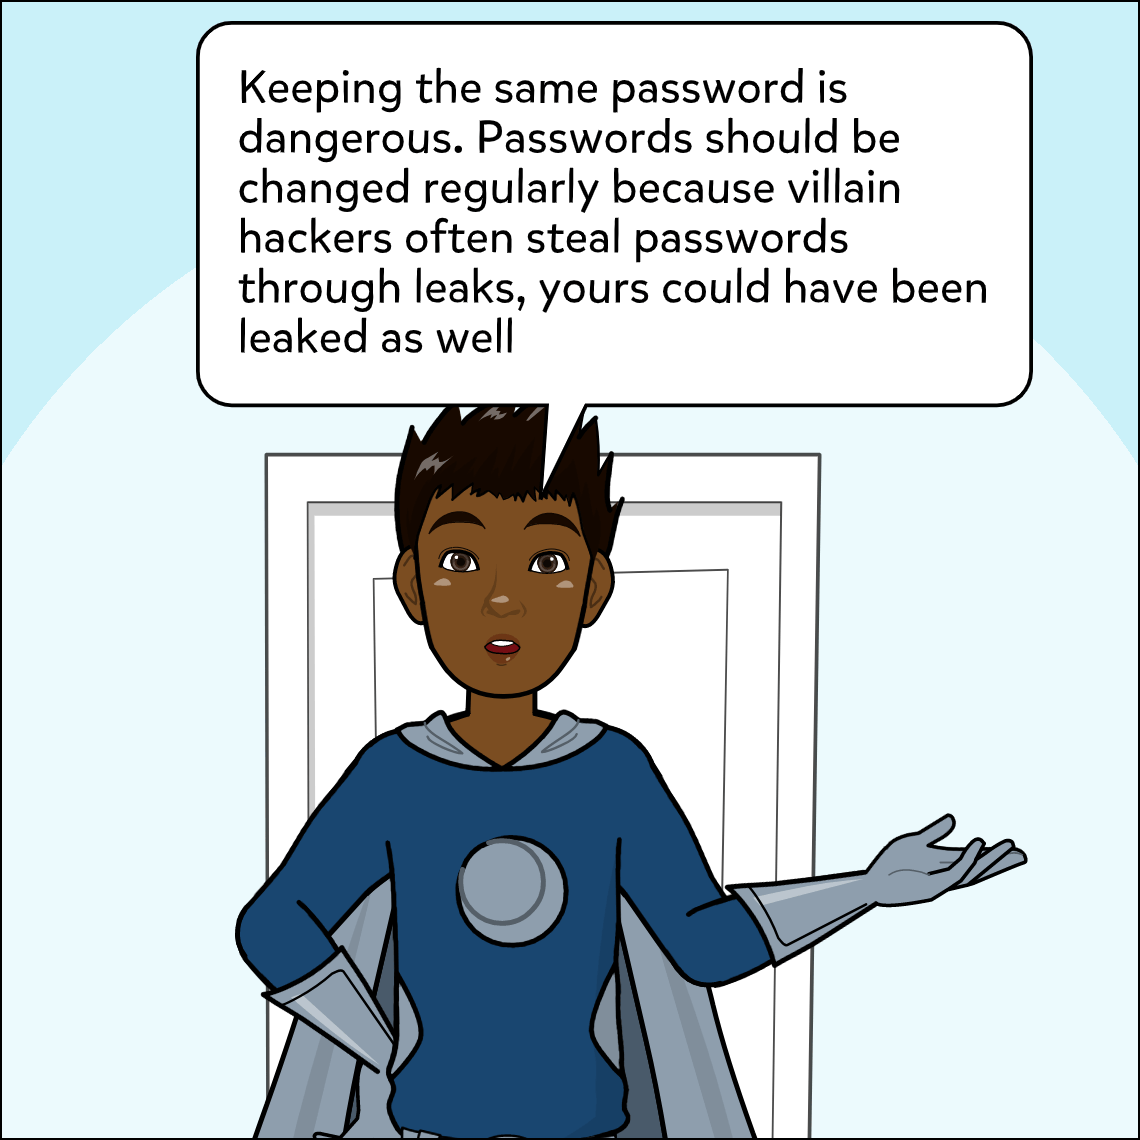 Keeping the same password is
dangerous. Passwords should be
changed regularly because villain
hackers often steal passwords
through leaks, yours could have been
leaked as well